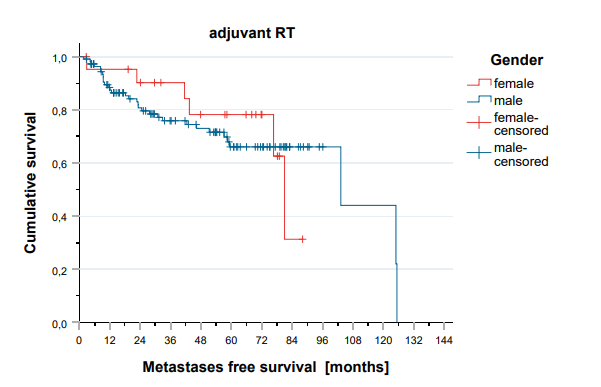 adjuvant RT
Cumulative survival
1,0
0,8
0,6
0,4
0,2
0,0
0 12 24 36 48 60 72 84 96 108 120 132 144
Metastases free survival [months]
Gender
female
male
female-
censored
male-
censored